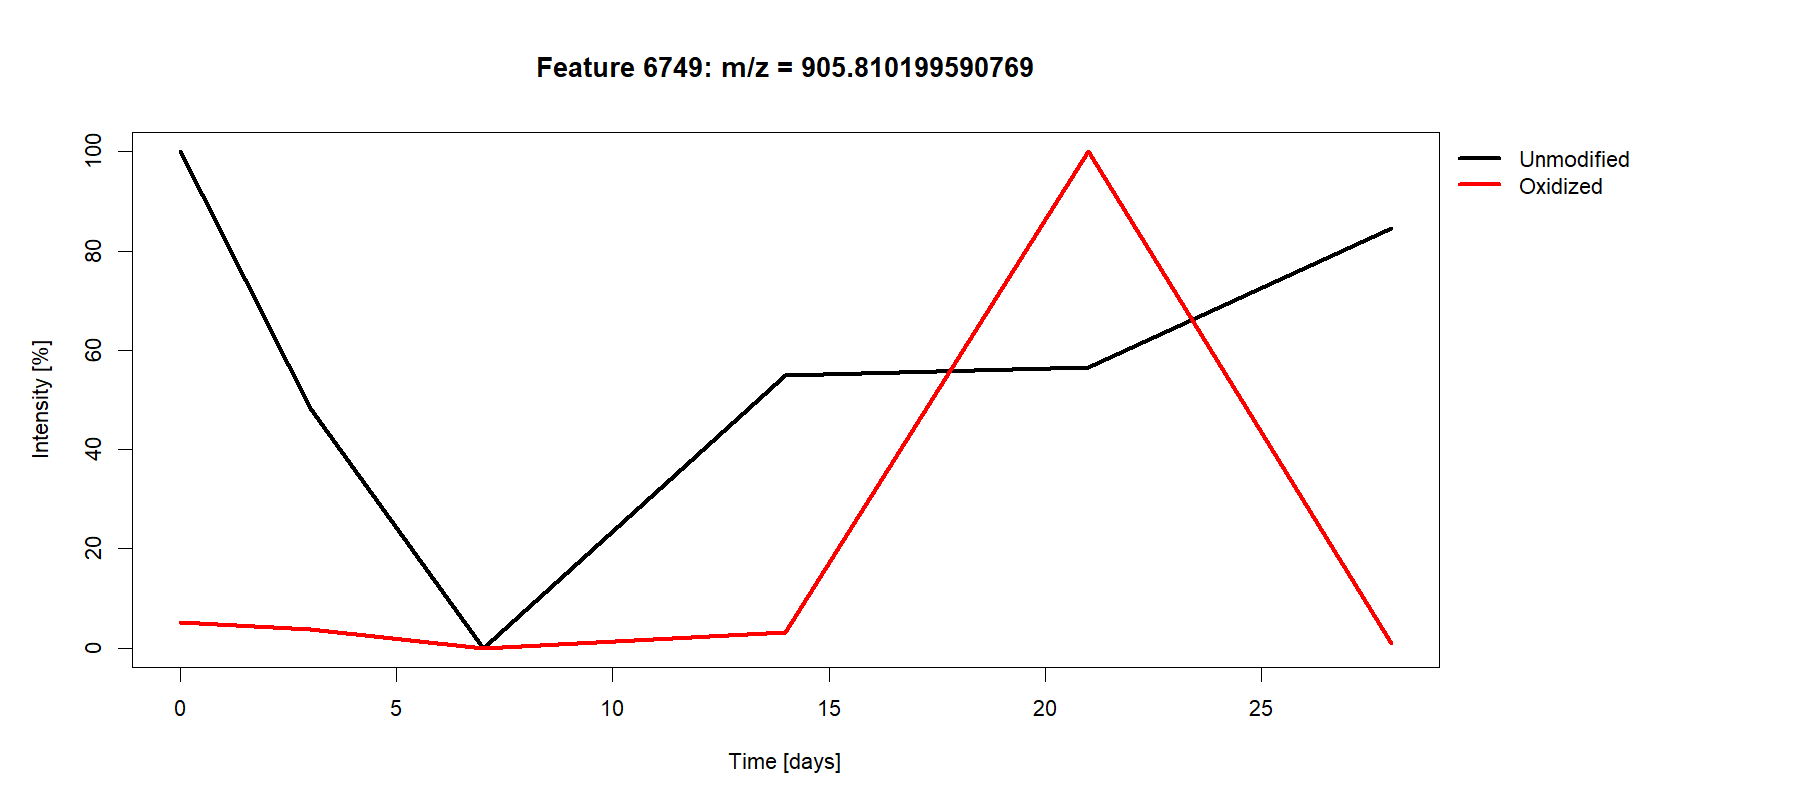 Feature 6749: m/z = 905.810199590769
Unmodified
Oxidized
Intensity [%]
100
80
60
40
20
0
0 5 10 15 20 25
Time [days]